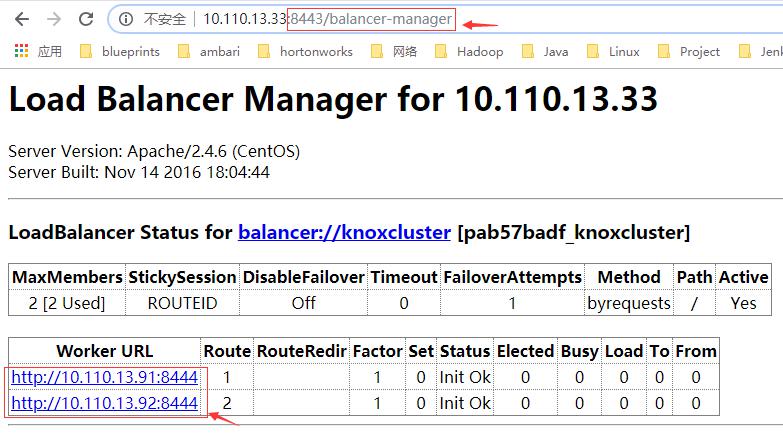 不安全 | 10.110.13.33:8443/balancer-manager
应用 blueprints ambari hortonworks 网络 Hadoop Java Linux Project Jenk
Load Balancer Manager for 10.110.13.33
Server Version: Apache/2.4.6 (CentOS)
Server Built: Nov 14 2016 18:04:44
LoadBalancer Status for balancer://knoxcluster [pab57badf_knoxcluster]
MaxMembers StickySession DisableFailover Timeout FailoverAttempts Method Path Active
2 [2 Used] ROUTEID Off 0 1 byrequests / Yes
Worker URL Route RouteRedir Factor Set Status Elected Busy Load To From
http://10.110.13.91:8444 1 1 0 Init Ok 0 0 0 0 0
http://10.110.13.92:8444 2 1 0 Init Ok 0 0 0 0 0